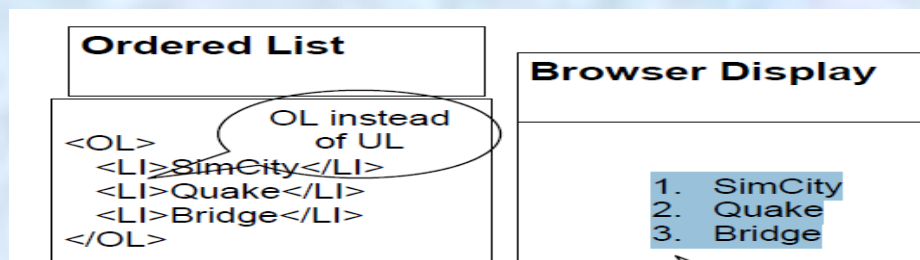 Ordered List
OL instead
of UL
<OL>
<LI>SimCity</LI>
<LI>Quake</LI>
<LI>Bridge</LI>
</OL>
Browser Display
1. SimCity
2. Quake
3. Bridge